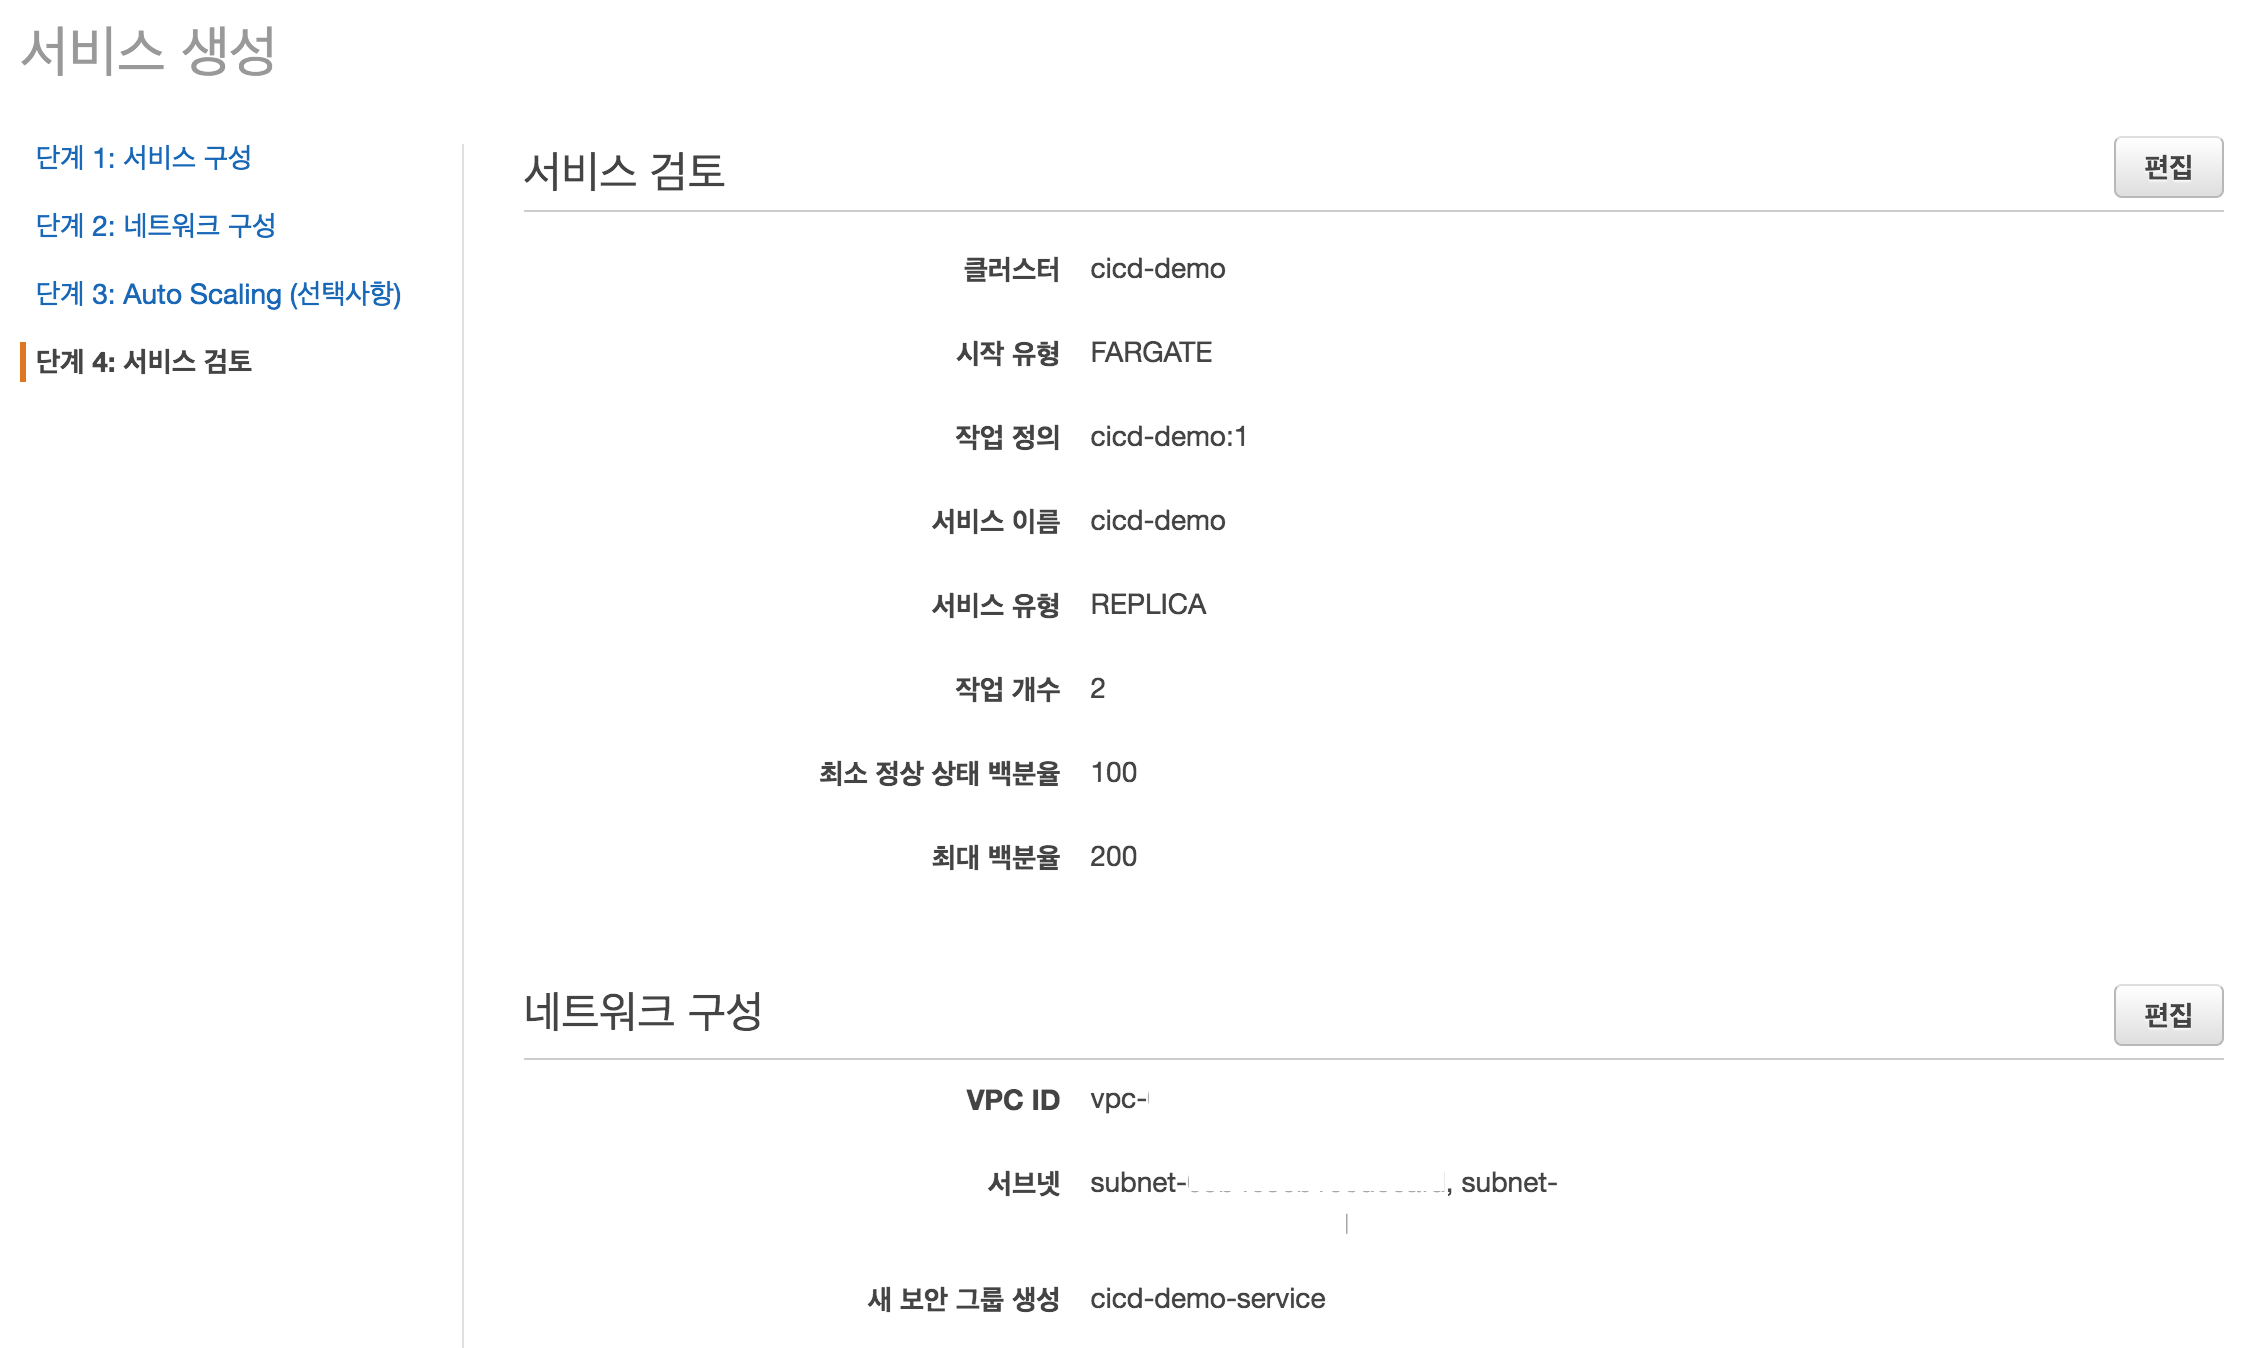 서비스 생성
단계 1: 서비스 구성
단계 2: 네트워크 구성
단계 3: Auto Scaling (선택사항)
단계 4: 서비스 검토
서비스 검토
편집
클러스터 cicd-demo
시작 유형 FARGATE
작업 정의 cicd-demo:1
서비스 이름 cicd-demo
서비스 유형 REPLICA
작업 개수 2
최소 정상 상태 백분율 100
최대 백분율 200
네트워크 구성
편집
VPC ID vpc-
서브넷 subnet- , subnet-
새 보안 그룹 생성 cicd-demo-service